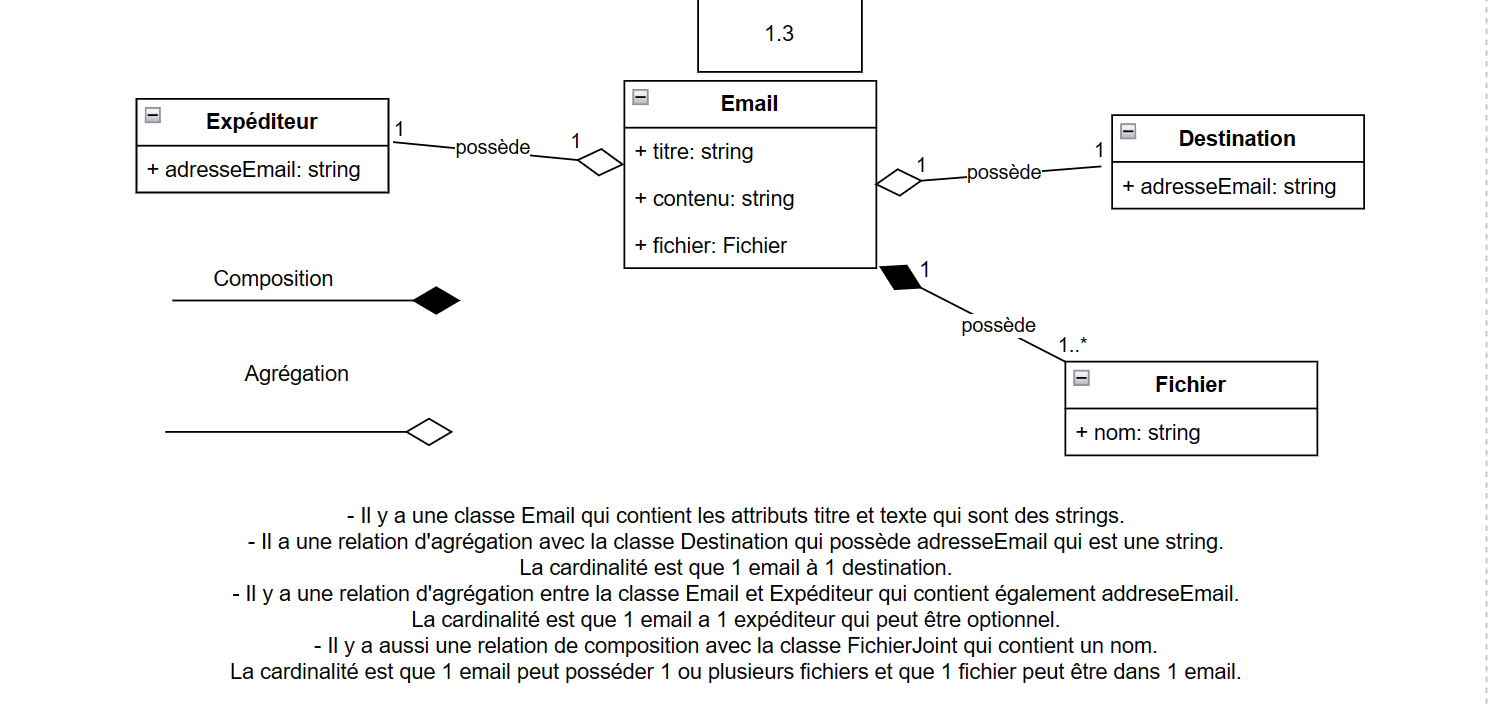 1.3
Expéditeur
+ adresseEmail: string
1
possède
1
Email
+ titre: string
+ contenu: string
+ fichier: Fichier
1
possède
1
Destination
+ adresseEmail: string
Composition
Agrégation
1
possède
1..*
Fichier
+ nom: string
- Il y a une classe Email qui contient les attributs titre et texte qui sont des strings.
- Il a une relation d'agrégation avec la classe Destination qui possède adresseEmail qui est une string.
La cardinalité est que 1 email à 1 destination.
- Il y a une relation d'agrégation entre la classe Email et Expéditeur qui contient également addreseEmail.
La cardinalité est que 1 email a 1 expéditeur qui peut être optionnel.
- Il y a aussi une relation de composition avec la classe FichierJoint qui contient un nom.
La cardinalité est que 1 email peut posséder 1 ou plusieurs fichiers et que 1 fichier peut être dans 1 email.